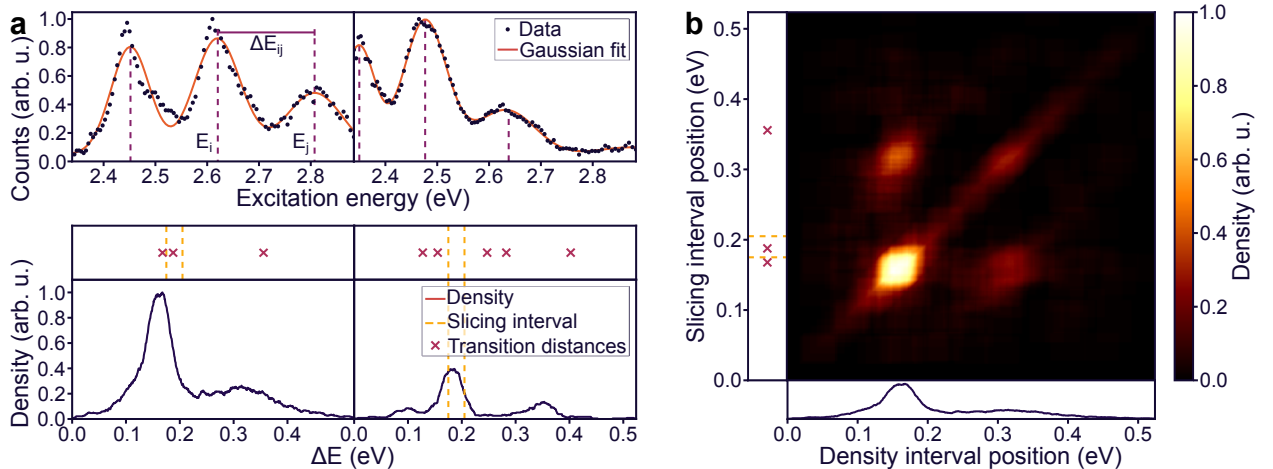 a
Counts (arb. u.)
1.0
0.8
0.6
0.4
0.2
0.0
ΔEij
Ei
Ej
Data
Gaussian fit
2.4 2.5 2.6 2.7 2.8 2.4 2.5 2.6 2.7 2.8
Excitation energy (eV)
Density (arb. u.)
1.0
0.8
0.6
0.4
0.2
0.0
Density
Slicing interval
Transition distances
0.0 0.1 0.2 0.3 0.4 0.0 0.1 0.2 0.3 0.4 0.5
ΔE (eV)
b
Slicing interval position (eV)
0.5
0.4
0.3
0.2
0.1
0.0
0.0 0.1 0.2 0.3 0.4 0.5
Density interval position (eV)
1.0
0.8
0.6
0.4
0.2
0.0
Density (arb. u.)